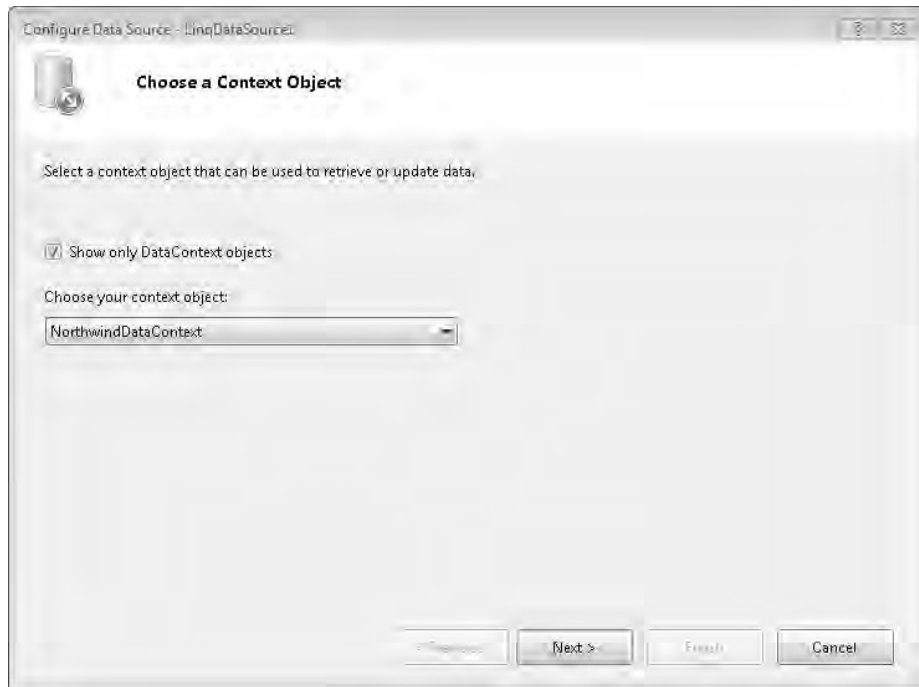 Configure Data Source - LinqDataSource1
Choose a Context Object
Select a context object that can be used to retrieve or update data.
Show only DataContext objects
Choose your context object:
NorthwindDataContext
< Previous
Next >
Finish
Cancel